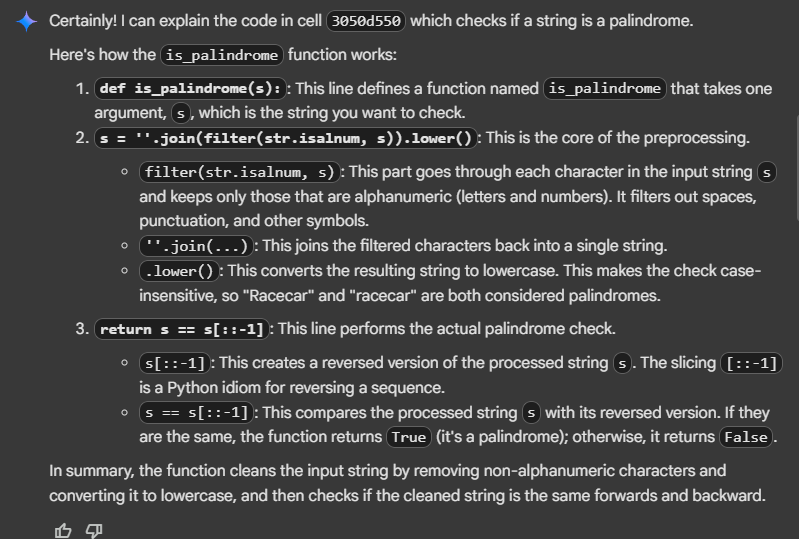 Certainly! I can explain the code in cell 3050d550 which checks if a string is a palindrome.
Here's how the is_palindrome function works:
1. def is_palindrome(s): : This line defines a function named is_palindrome that takes one
argument, s , which is the string you want to check.
2. s = ''.join(filter(str.isalnum, s)).lower() : This is the core of the preprocessing.
◦ filter(str.isalnum, s) : This part goes through each character in the input string s
and keeps only those that are alphanumeric (letters and numbers). It filters out spaces,
punctuation, and other symbols.
◦ ''.join(...) : This joins the filtered characters back into a single string.
◦ .lower() : This converts the resulting string to lowercase. This makes the check case-
insensitive, so "Racecar" and "racecar" are both considered palindromes.
3. return s == s[::-1] : This line performs the actual palindrome check.
◦ s[::-1] : This creates a reversed version of the processed string s . The slicing [::-1]
is a Python idiom for reversing a sequence.
◦ s == s[::-1] : This compares the processed string s with its reversed version. If they
are the same, the function returns True (it's a palindrome); otherwise, it returns False .
In summary, the function cleans the input string by removing non-alphanumeric characters and
converting it to lowercase, and then checks if the cleaned string is the same forwards and backward.